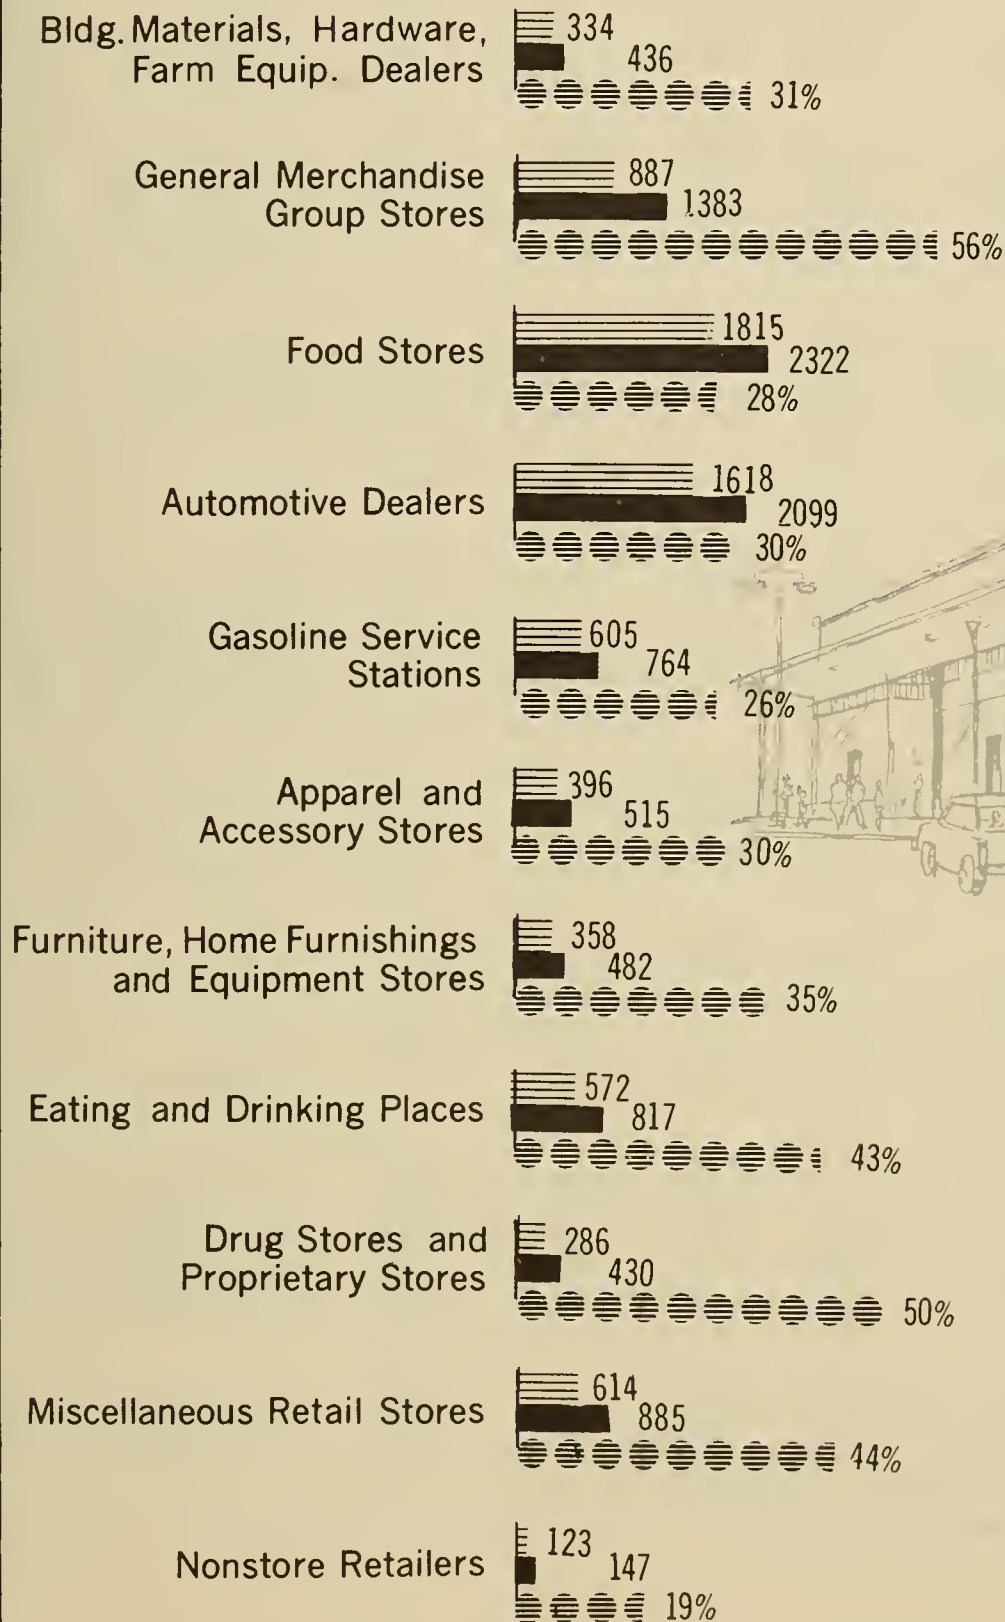 Bldg. Materials, Hardware,
Farm Equip. Dealers
334
436
31%
General Merchandise
Group Stores
887
1383
56%
Food Stores
1815
2322
28%
Automotive Dealers
1618
2099
30%
Gasoline Service
Stations
605
764
26%
Apparel and
Accessory Stores
396
515
30%
Furniture, Home Furnishings
and Equipment Stores
358
482
35%
Eating and Drinking Places
572
817
43%
Drug Stores and
Proprietary Stores
286
430
50%
Miscellaneous Retail Stores
614
885
44%
Nonstore Retailers
123
147
19%